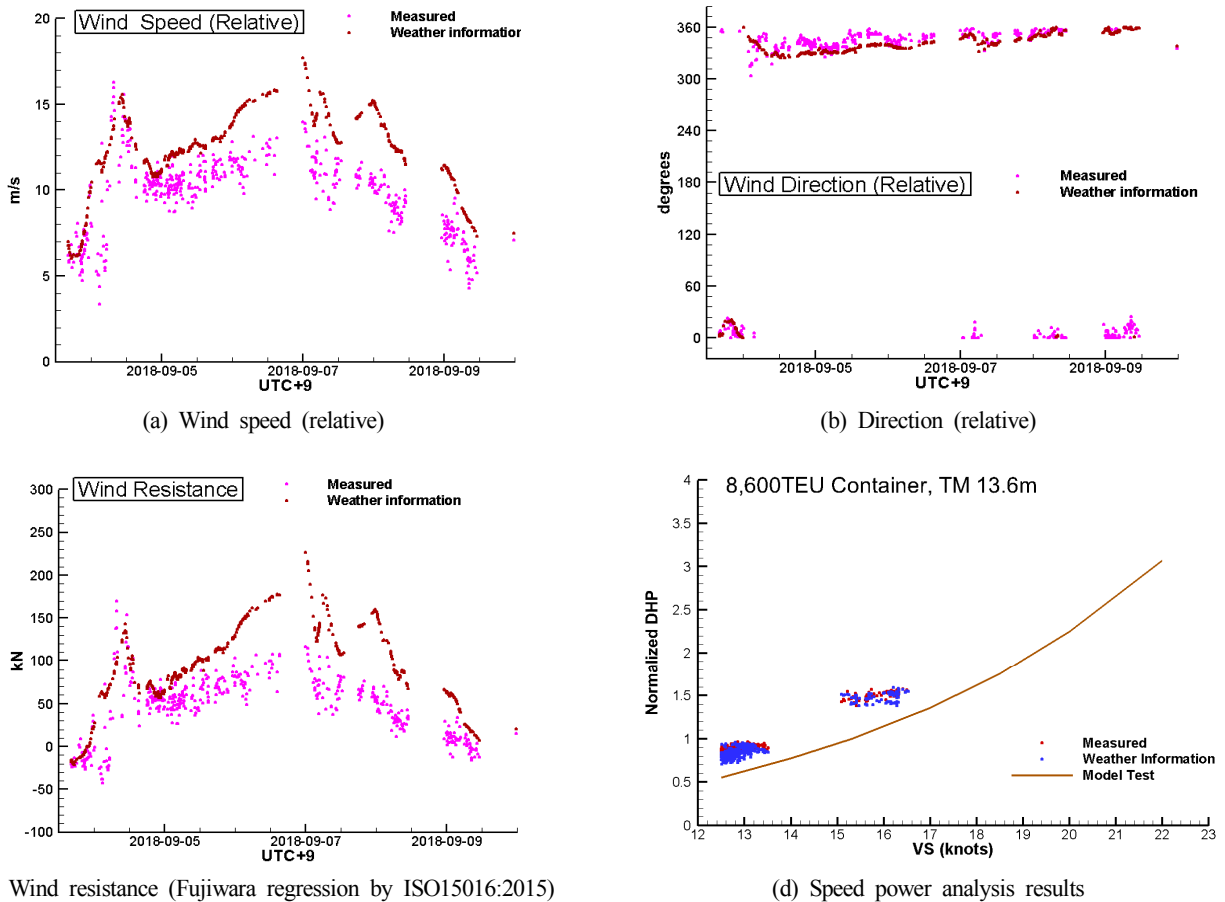 Wind Speed (Relative)
Measured
Weather information
20
15
10
5
0
m/s
2018-09-05
2018-09-07
2018-09-09
UTC+9
(a) Wind speed (relative)
360
300
240
180
120
60
0
degrees
Wind Direction (Relative)
Measured
Weather information
2018-09-05
2018-09-07
2018-09-09
UTC+9
(b) Direction (relative)
Wind Resistance
Measured
Weather information
300
250
200
150
100
50
0
-50
-100
kN
2018-09-05
2018-09-07
2018-09-09
UTC+9
Wind resistance (Fujiwara regression by ISO15016:2015)
8,600TEU Container, TM 13.6m
4
3.5
3
2.5
2
1.5
1
0.5
0
Normalized DHP
Measured
Weather Information
Model Test
12 13 14 15 16 17 18 19 20 21 22 23
VS (knots)
(d) Speed power analysis results